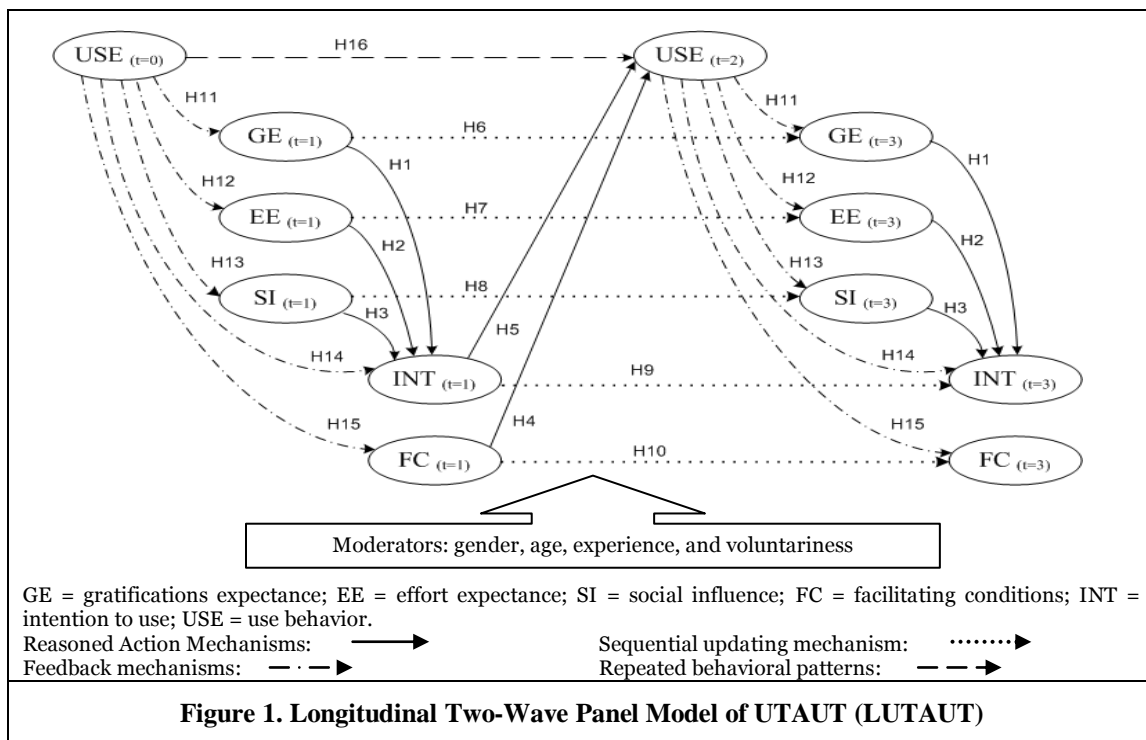 H16
USE (t=0)
USE (t=2)
H11
H11
GE (t=1)
H6
GE (t=3)
H1
H1
H12
H12
EE (t=1)
H7
EE (t=3)
H2
H2
H13
H13
SI (t=1)
H8
SI (t=3)
H3
H3
H5
H14
H14
INT (t=1)
H9
INT (t=3)
H15
H4
H15
FC (t=1)
H10
FC (t=3)
Moderators: gender, age, experience, and voluntariness
GE = gratifications expectance; EE = effort expectance; SI = social influence; FC = facilitating conditions; INT =
intention to use; USE = use behavior.
Reasoned Action Mechanisms: Sequential updating mechanism:
Feedback mechanisms: Repeated behavioral patterns:
Figure 1. Longitudinal Two-Wave Panel Model of UTAUT (LUTAUT)